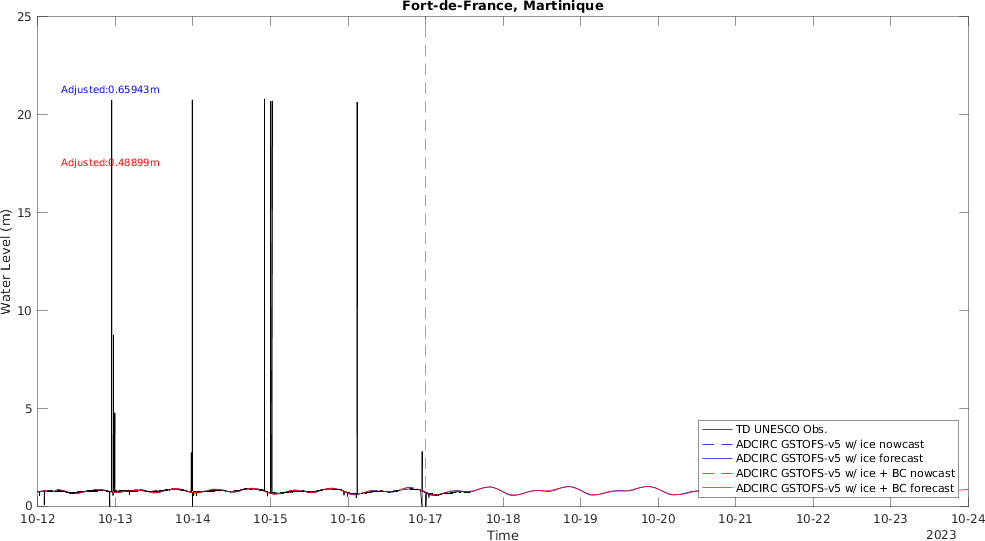 Fort-de-France, Martinique
25
20
15
10
5
0
Water Level (m)
Adjusted:0.65943m
Adjusted:0.48899m
TD UNESCO Obs.
ADCIRC GSTOFS-v5 w/ ice nowcast
ADCIRC GSTOFS-v5 w/ ice forecast
ADCIRC GSTOFS-v5 w/ ice + BC nowcast
ADCIRC GSTOFS-v5 w/ ice + BC forecast
10-12 10-13 10-14 10-15 10-16 10-17 10-18 10-19 10-20 10-21 10-22 10-23 10-24
Time
2023